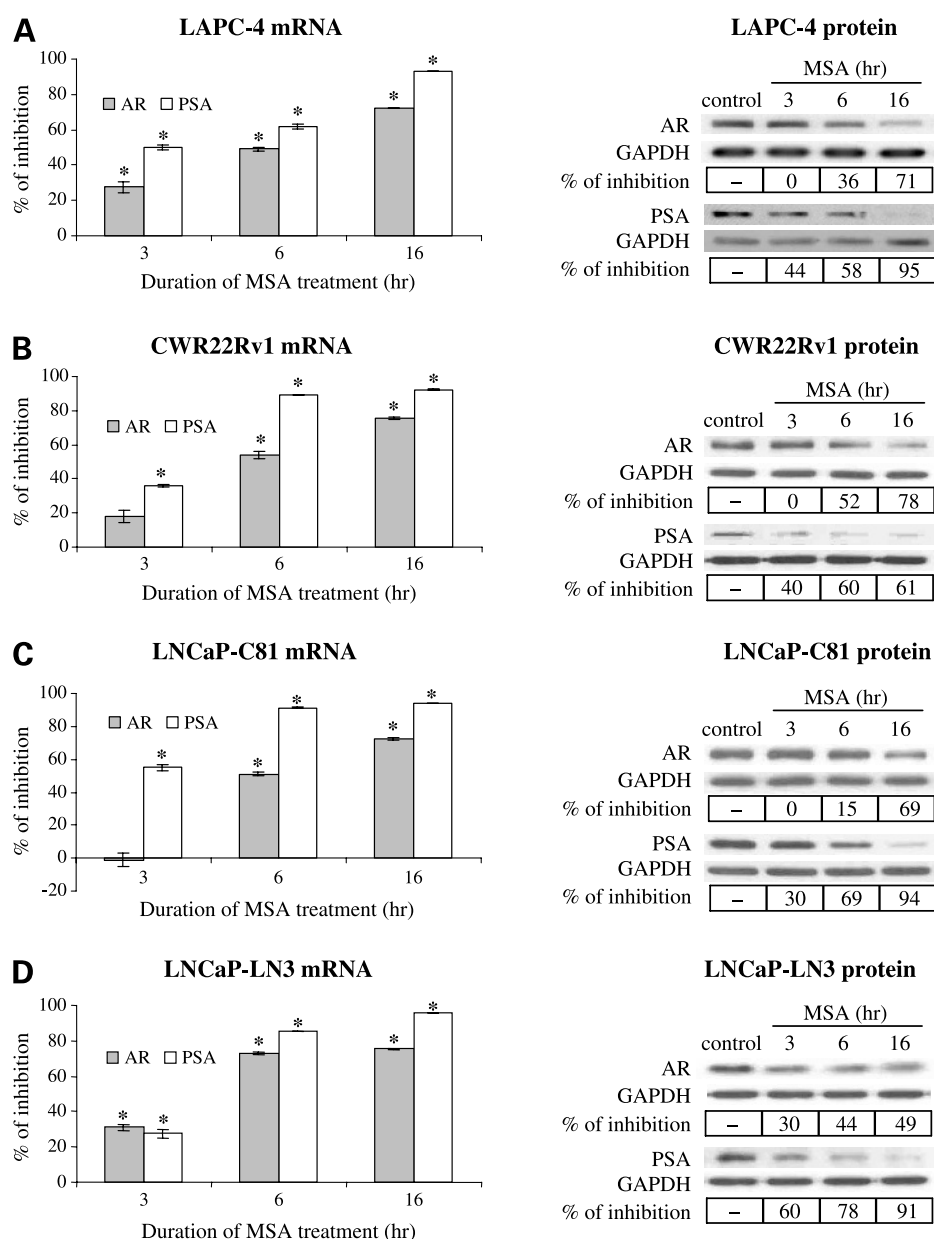 A
LAPC-4 mRNA
% of inhibition
100
80
60
40
20
0
AR PSA
* * * * * *
3 6 16
Duration of MSA treatment (hr)
LAPC-4 protein
MSA (hr)
control 3 6 16
AR
GAPDH
% of inhibition – 0 36 71
PSA
GAPDH
% of inhibition – 44 58 95
B
CWR22Rv1 mRNA
% of inhibition
100
80
60
40
20
0
AR PSA
* * * * *
3 6 16
Duration of MSA treatment (hr)
CWR22Rv1 protein
MSA (hr)
control 3 6 16
AR
GAPDH
% of inhibition – 0 52 78
PSA
GAPDH
% of inhibition – 40 60 61
C
LNCaP-C81 mRNA
% of inhibition
100
80
60
40
20
0
-20
AR PSA
* * * * *
3 6 16
Duration of MSA treatment (hr)
LNCaP-C81 protein
MSA (hr)
control 3 6 16
AR
GAPDH
% of inhibition – 0 15 69
PSA
GAPDH
% of inhibition – 30 69 94
D
LNCaP-LN3 mRNA
% of inhibition
100
80
60
40
20
0
AR PSA
* * * * * *
3 6 16
Duration of MSA treatment (hr)
LNCaP-LN3 protein
MSA (hr)
control 3 6 16
AR
GAPDH
% of inhibition – 30 44 49
PSA
GAPDH
% of inhibition – 60 78 91